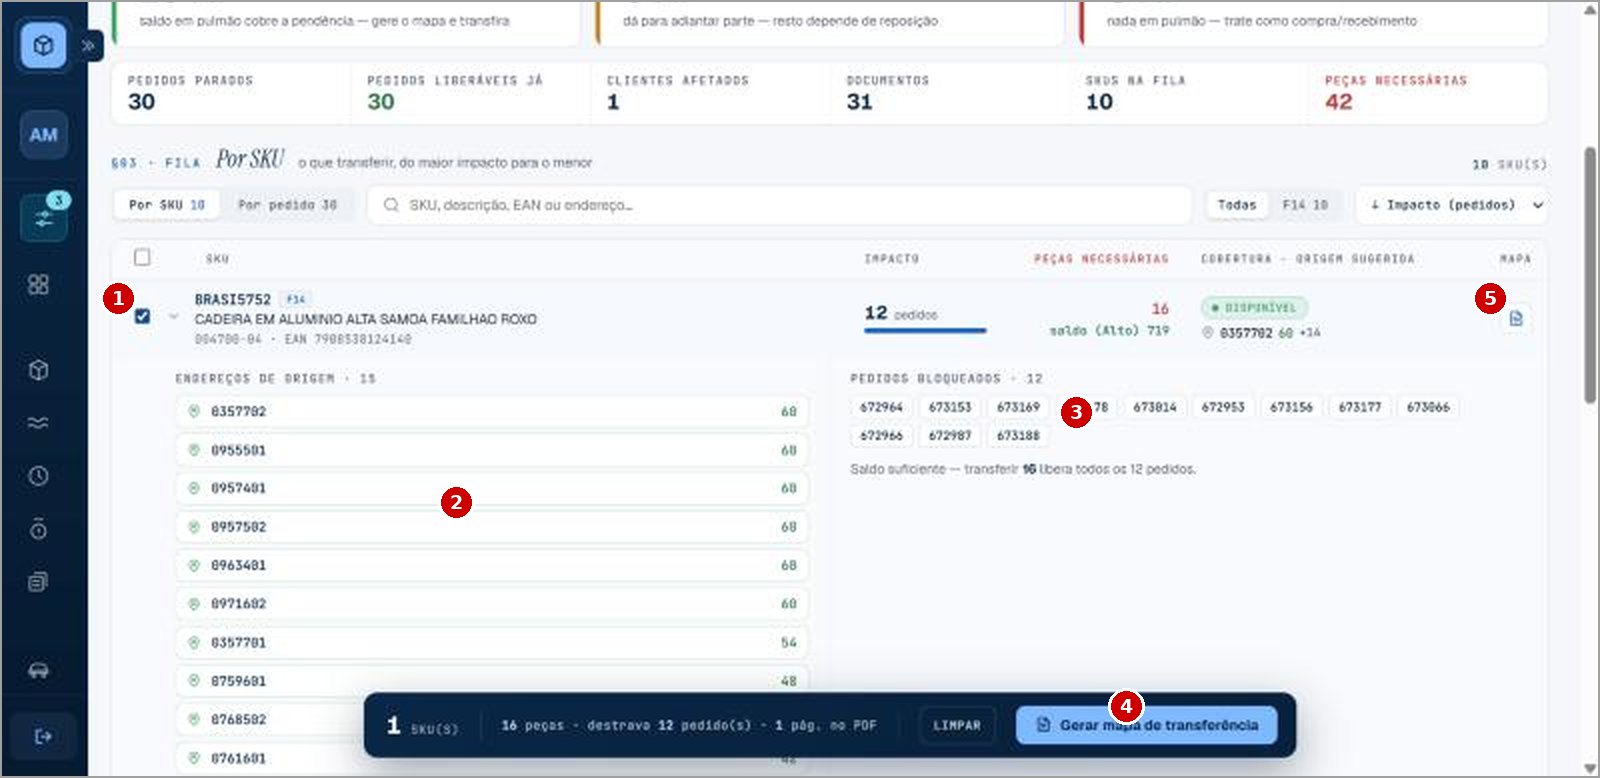 saldo em pulmão cobre a pendência — gere o mapa e transfira
dá para adiantar parte — resto depende de reposição
nada em pulmão — trate como compra/recebimento
AM
3
PEDIDOS PARADOS
30
PEDIDOS LIBERÁVEIS JÁ
30
CLIENTES AFETADOS
1
DOCUMENTOS
31
SKUS NA FILA
10
PEÇAS NECESSÁRIAS
42
§03 · FILA Por SKU o que transferir, do maior impacto para o menor
10 SKU(S)
Por SKU 10
Por pedido 30
SKU, descrição, EAN ou endereço...
Todas
F14 10
↓ Impacto (pedidos)
SKU
IMPACTO
PEÇAS NECESSÁRIAS
COBERTURA · ORIGEM SUGERIDA
MAPA
1
BRASI5752 F14
CADEIRA EM ALUMINIO ALTA SAMOA FAMILHAO ROXO
004700-04 · EAN 7908538124140
12 pedidos
16
saldo (Alto) 719
DISPONÍVEL
0357702 60 +14
5
ENDEREÇOS DE ORIGEM · 15
0357702 60
0955501 60
0957401 60
2
0957502 60
0963401 60
0971602 60
0357701 54
0759601 48
0768502
0761601 42
PEDIDOS BLOQUEADOS · 12
672964 673153 673169 3 78 673014 672953 673156 673177 673066
672966 672987 673188
Saldo suficiente — transferir 16 libera todos os 12 pedidos.
1 SKU(S)
16 peças · destrava 12 pedido(s) · 1 pág. no PDF
LIMPAR
4
Gerar mapa de transferência